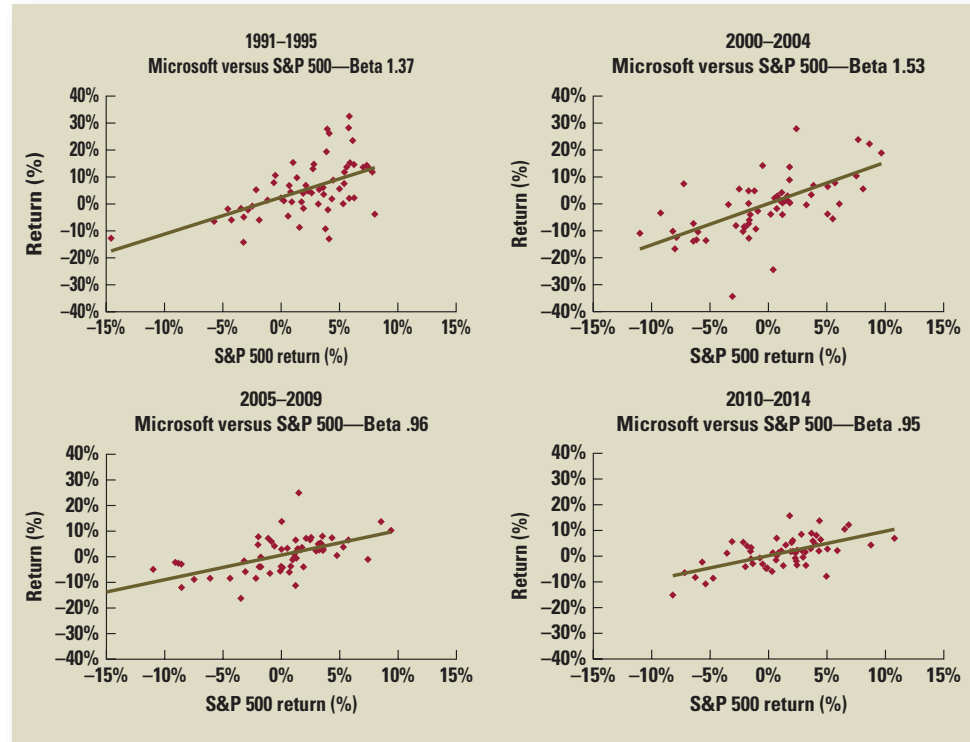 1991–1995
Microsoft versus S&P 500—Beta 1.37
40%
30%
20%
10%
0%
–10%
–20%
–30%
–40%
Return (%)
–15% –10% –5% 0% 5% 10% 15%
S&P 500 return (%)
2000–2004
Microsoft versus S&P 500—Beta 1.53
40%
30%
20%
10%
0%
–10%
–20%
–30%
–40%
Return (%)
–15% –10% –5% 0% 5% 10% 15%
S&P 500 return (%)
2005–2009
Microsoft versus S&P 500—Beta .96
40%
30%
20%
10%
0%
–10%
–20%
–30%
–40%
Return (%)
–15% –10% –5% 0% 5% 10% 15%
S&P 500 return (%)
2010–2014
Microsoft versus S&P 500—Beta .95
40%
30%
20%
10%
0%
–10%
–20%
–30%
–40%
Return (%)
–15% –10% –5% 0% 5% 10% 15%
S&P 500 return (%)